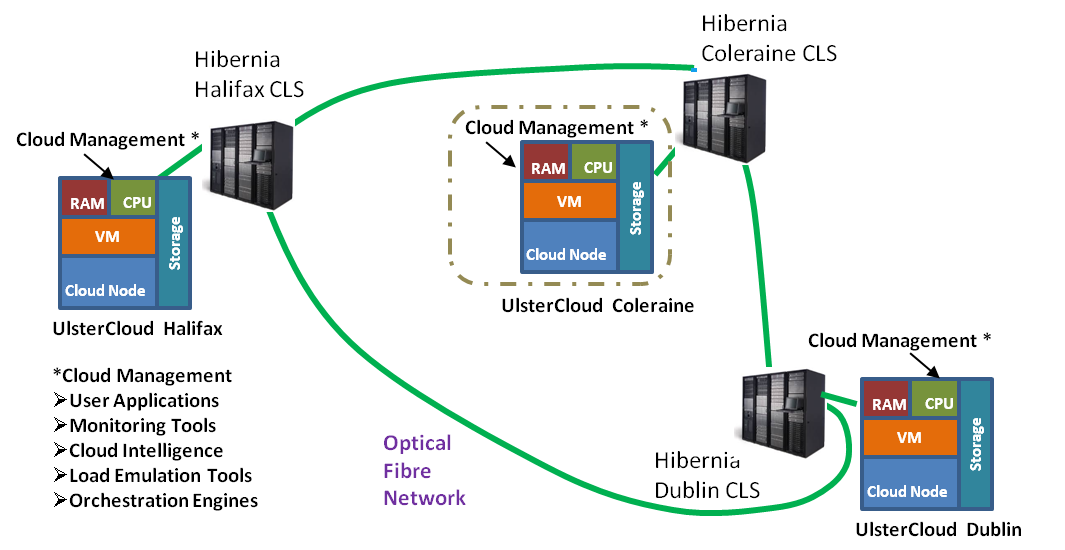 Hibernia
Halifax CLS
Hibernia
Coleraine CLS
Cloud Management *
RAM
CPU
VM
Storage
Cloud Node
UlsterCloud Halifax
Cloud Management *
RAM
CPU
VM
Storage
Cloud Node
UlsterCloud Coleraine
*Cloud Management
➢User Applications
➢Monitoring Tools
➢Cloud Intelligence
➢Load Emulation Tools
➢Orchestration Engines
Optical
Fibre
Network
Hibernia
Dublin CLS
Cloud Management *
RAM
CPU
VM
Storage
Cloud Node
UlsterCloud Dublin